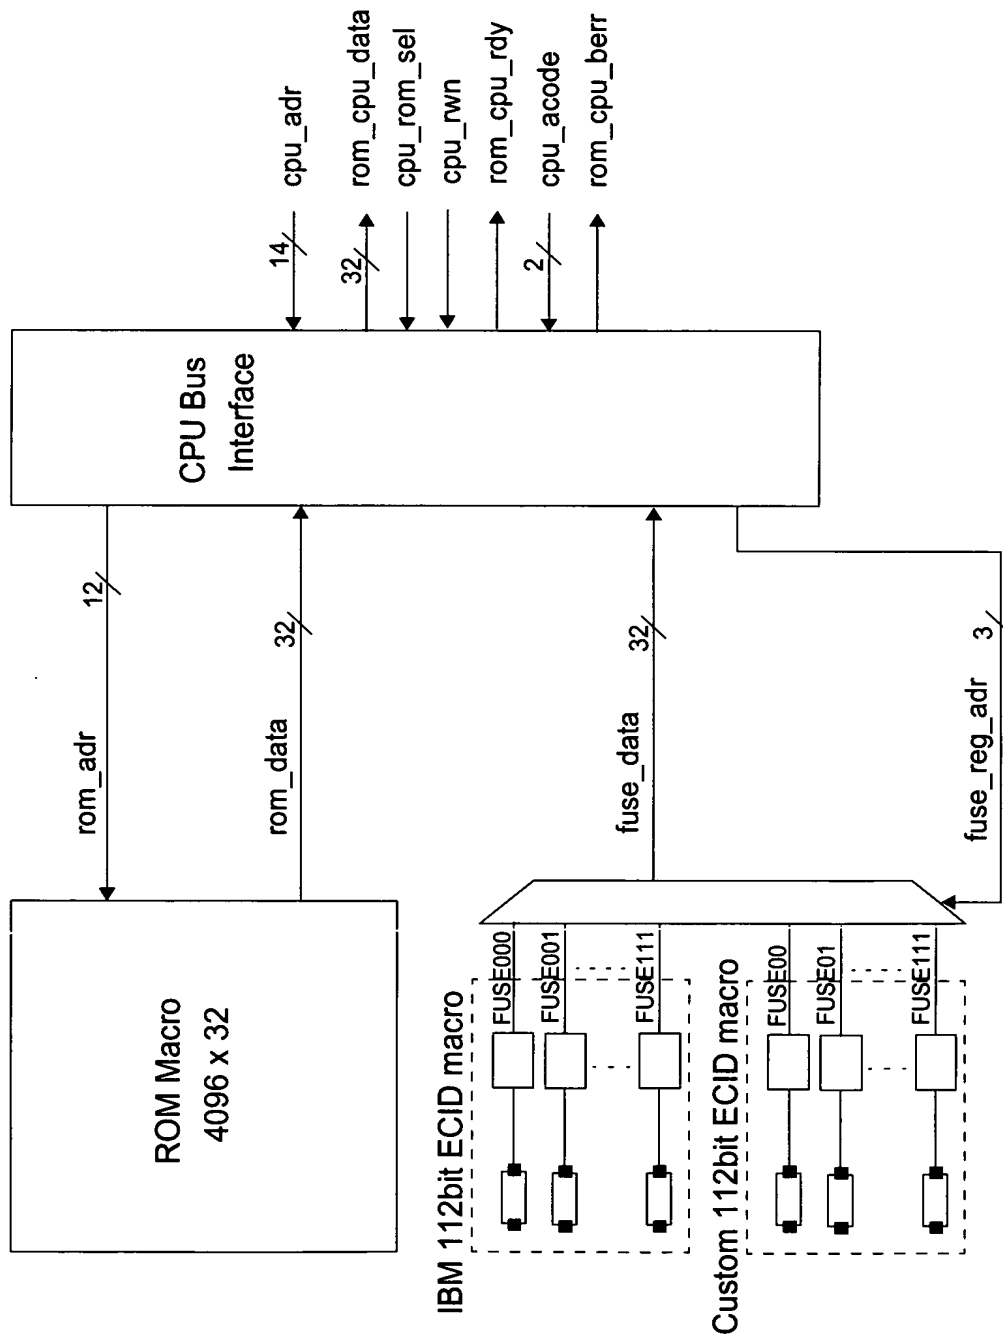 ROM Macro
4096 x 32
rom_adr
12
rom_data
32
CPU Bus
Interface
14
cpu_adr
32
rom_cpu_data
cpu_rom_sel
cpu_rwn
rom_cpu_rdy
2
cpu_acode
rom_cpu_berr
IBM 112bit ECID macro
FUSE000
FUSE001
FUSE111
fuse_data
32
Custom 112bit ECID macro
FUSE00
FUSE01
FUSE111
fuse_reg_adr
3